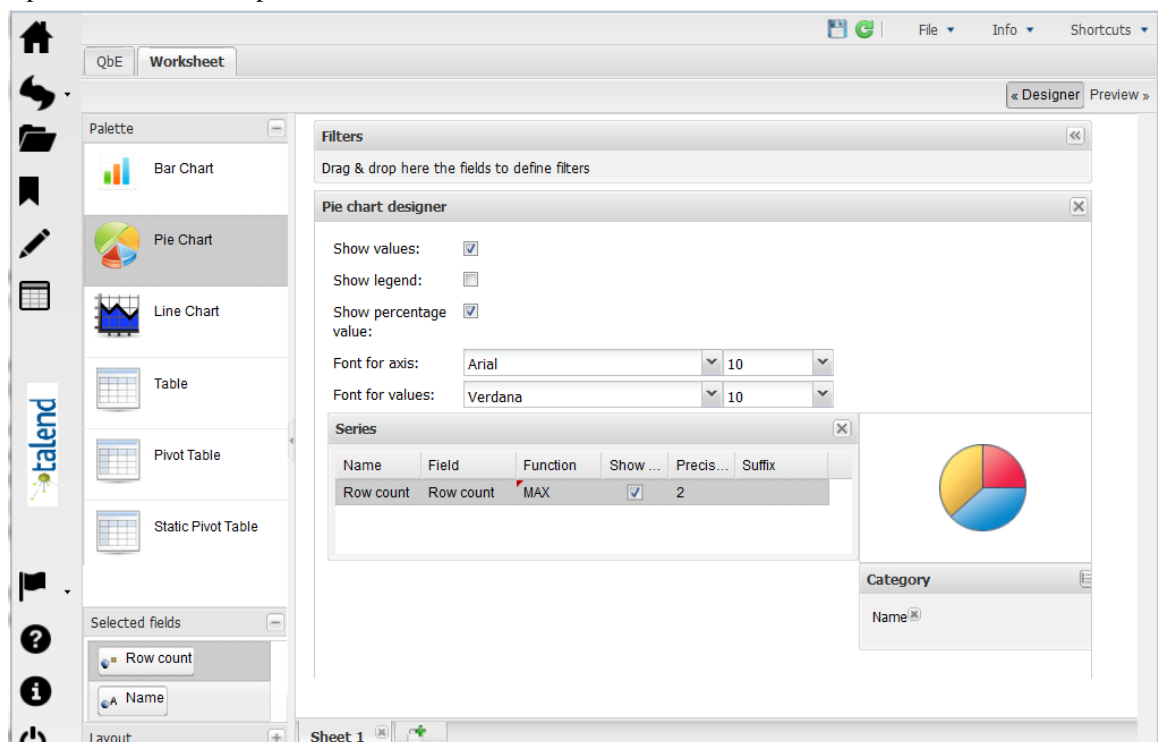 File Info Shortcuts
QbE Worksheet
« Designer Preview »
Palette
Bar Chart
Pie Chart
Line Chart
Table
Pivot Table
Static Pivot Table
Selected fields
Row count
A Name
Layout
talend
Filters
Drag & drop here the fields to define filters
Pie chart designer
Show values:
Show legend:
Show percentage
value:
Font for axis: Arial 10
Font for values: Verdana 10
Series
Name Field Function Show ... Precis... Suffix
Row count Row count MAX 2
Category
Name
Sheet 1